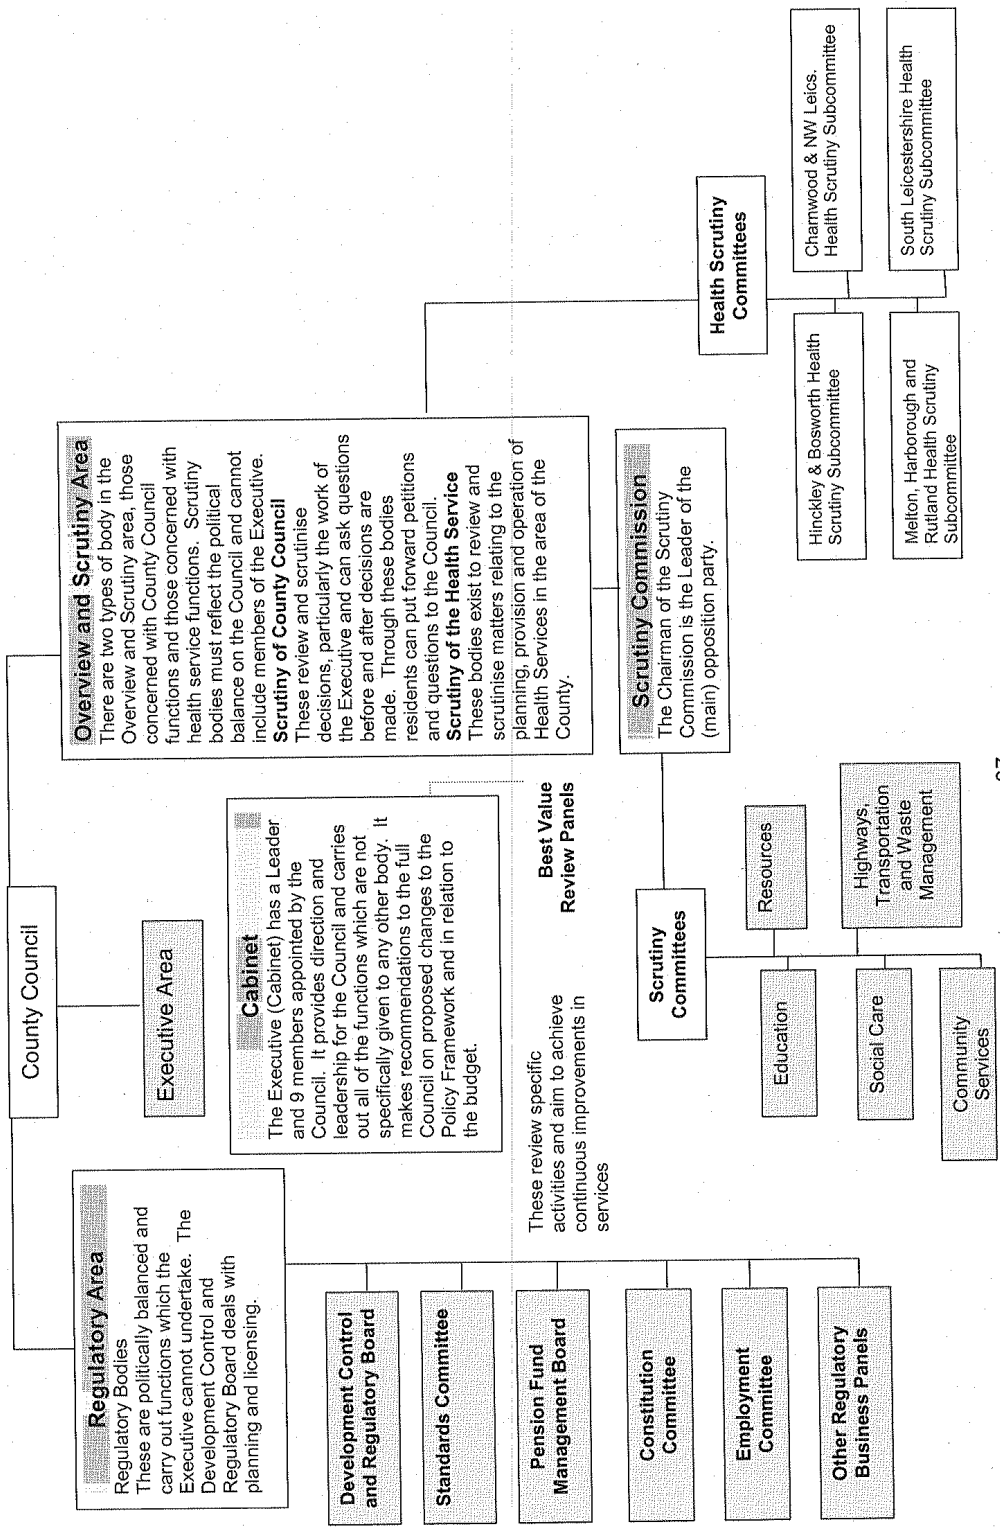 County Council
Regulatory Area
Regulatory Bodies
These are politically balanced and
carry out functions which the
Executive cannot undertake. The
Development Control and
Regulatory Board deals with
planning and licensing.
Development Control
and Regulatory Board
Standards Committee
Pension Fund
Management Board
Constitution
Committee
Employment
Committee
Other Regulatory
Business Panels
Executive Area
Cabinet
The Executive (Cabinet) has a Leader
and 9 members appointed by the
Council. It provides direction and
leadership for the Council and carries
out all of the functions which are not
specifically given to any other body. It
makes recommendations to the full
Council on proposed changes to the
Policy Framework and in relation to
the budget.
These review specific
activities and aim to achieve
continuous improvements in
services
Best Value
Review Panels
Overview and Scrutiny Area
There are two types of body in the
Overview and Scrutiny area, those
concerned with County Council
functions and those concerned with
health service functions. Scrutiny
bodies must reflect the political
balance on the Council and cannot
include members of the Executive.
Scrutiny of County Council
These review and scrutinise
decisions, particularly the work of
the Executive and can ask questions
before and after decisions are
made. Through these bodies
residents can put forward petitions
and questions to the Council.
Scrutiny of the Health Service
These bodies exist to review and
scrutinise matters relating to the
planning, provision and operation of
Health Services in the area of the
County.
Scrutiny Commission
The Chairman of the Scrutiny
Commission is the Leader of the
(main) opposition party.
Scrutiny
Committees
Education
Resources
Social Care
Highways,
Transportation
and Waste
Management
Community
Services
Health Scrutiny
Committees
Hinckley & Bosworth Health
Scrutiny Subcommittee
Charnwood & NW Leics.
Health Scrutiny Subcommittee
Melton, Harborough and
Rutland Health Scrutiny
Subcommittee
South Leicestershire Health
Scrutiny Subcommittee